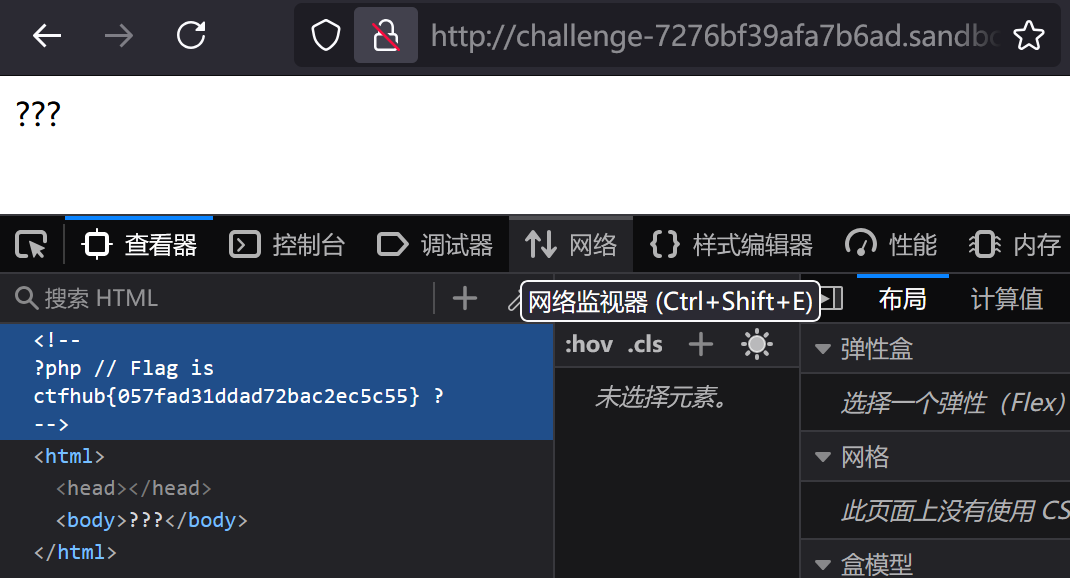 http://challenge-7276bf39afa7b6ad.sandbo
???
查看器 控制台 调试器 网络 样式编辑器 性能 内存
搜索 HTML
网络监视器 (Ctrl+Shift+E)
布局 计算值
<!--
?php // Flag is
ctfhub{057fad31ddad72bac2ec5c55} ?
-->
<html>
<head></head>
<body>???</body>
</html>
:hov .cls
未选择元素。
弹性盒
选择一个弹性（Flex）
网格
此页面上没有使用 CS
盒模型